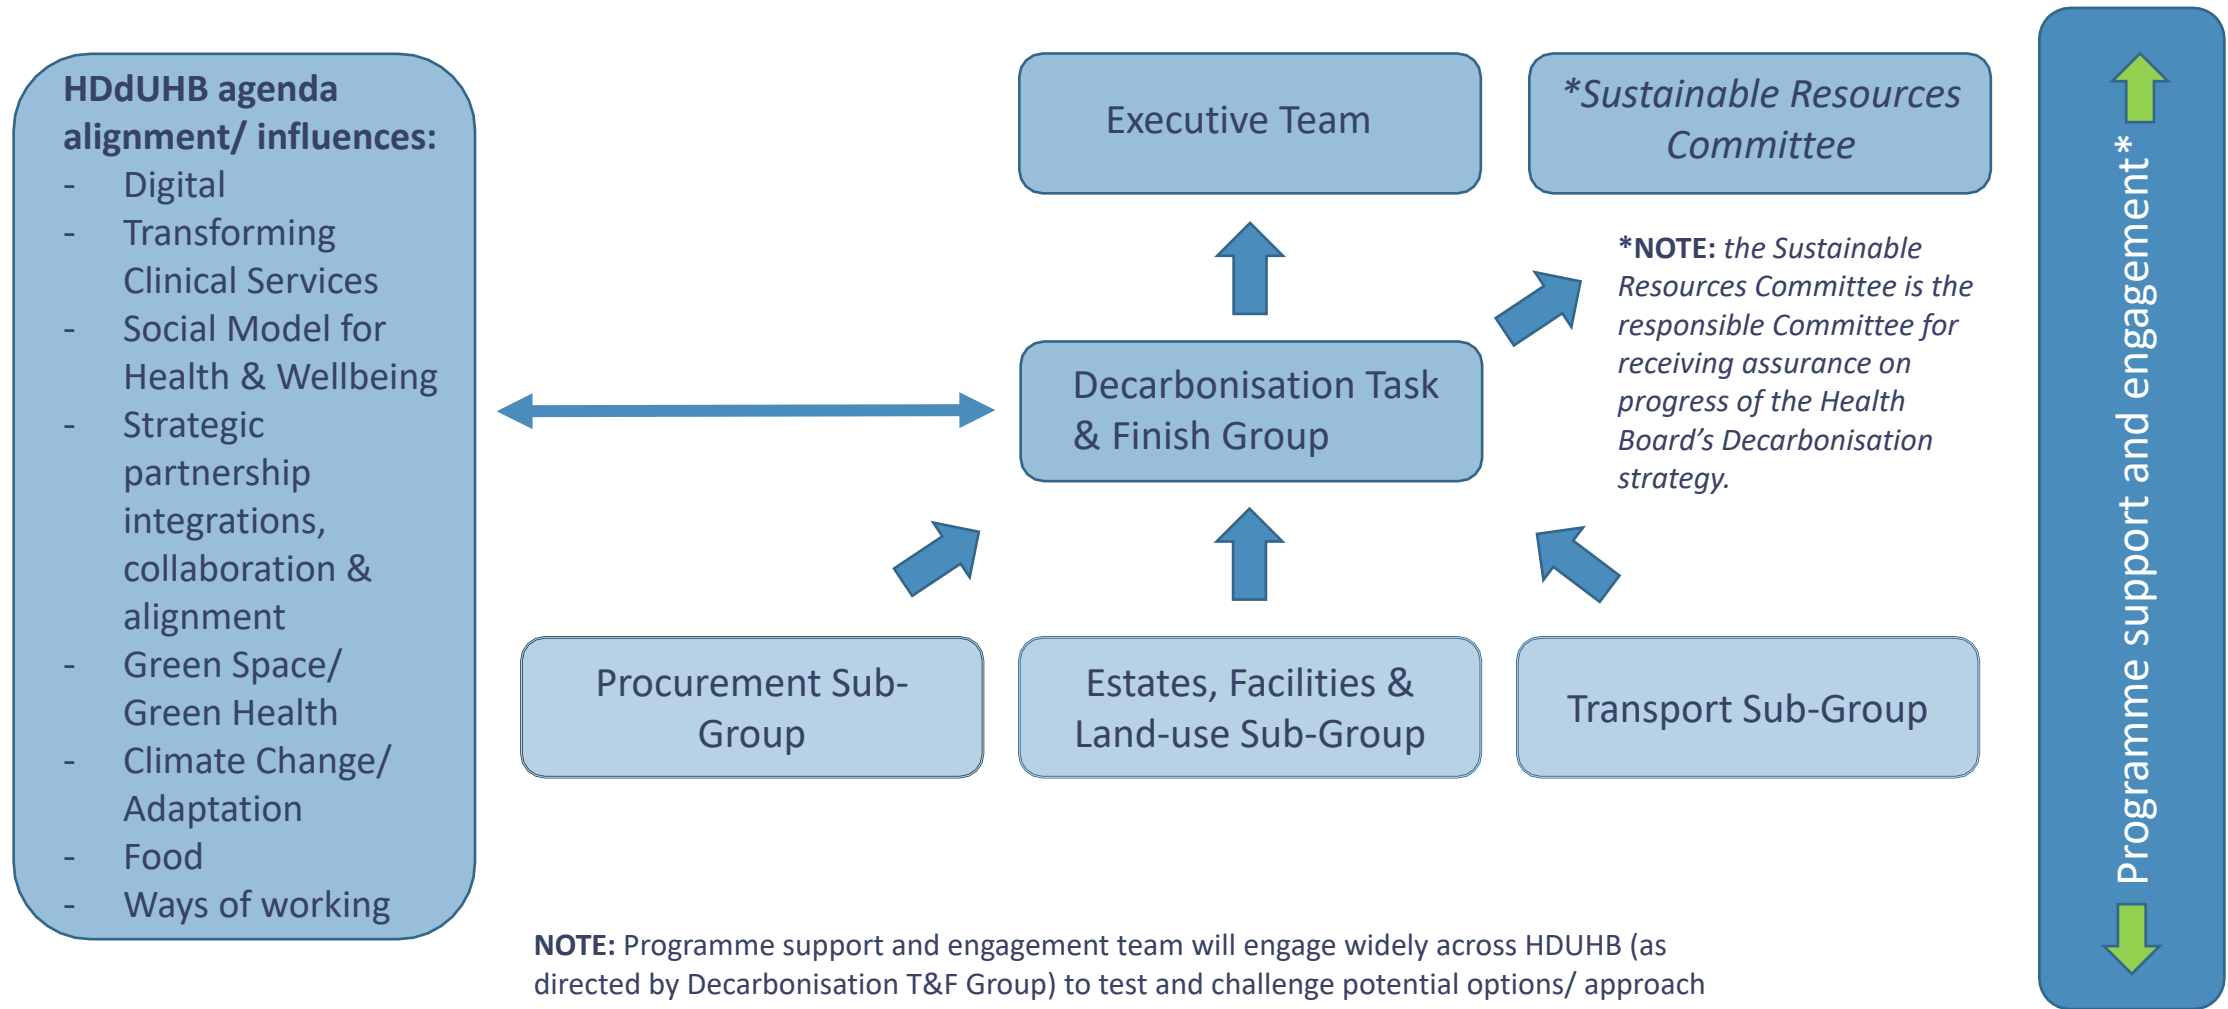 HDdUHB agenda
alignment/ influences:
- Digital
- Transforming
Clinical Services
- Social Model for
Health & Wellbeing
- Strategic
partnership
integrations,
collaboration &
alignment
- Green Space/
Green Health
- Climate Change/
Adaptation
- Food
- Ways of working
Executive Team
*Sustainable Resources
Committee
*NOTE: the Sustainable
Resources Committee is the
responsible Committee for
receiving assurance on
progress of the Health
Board’s Decarbonisation
strategy.
Decarbonisation Task
& Finish Group
Procurement Sub-
Group
Estates, Facilities &
Land-use Sub-Group
Transport Sub-Group
NOTE: Programme support and engagement team will engage widely across HDUHB (as
directed by Decarbonisation T&F Group) to test and challenge potential options/ approach
Programme support and engagement*